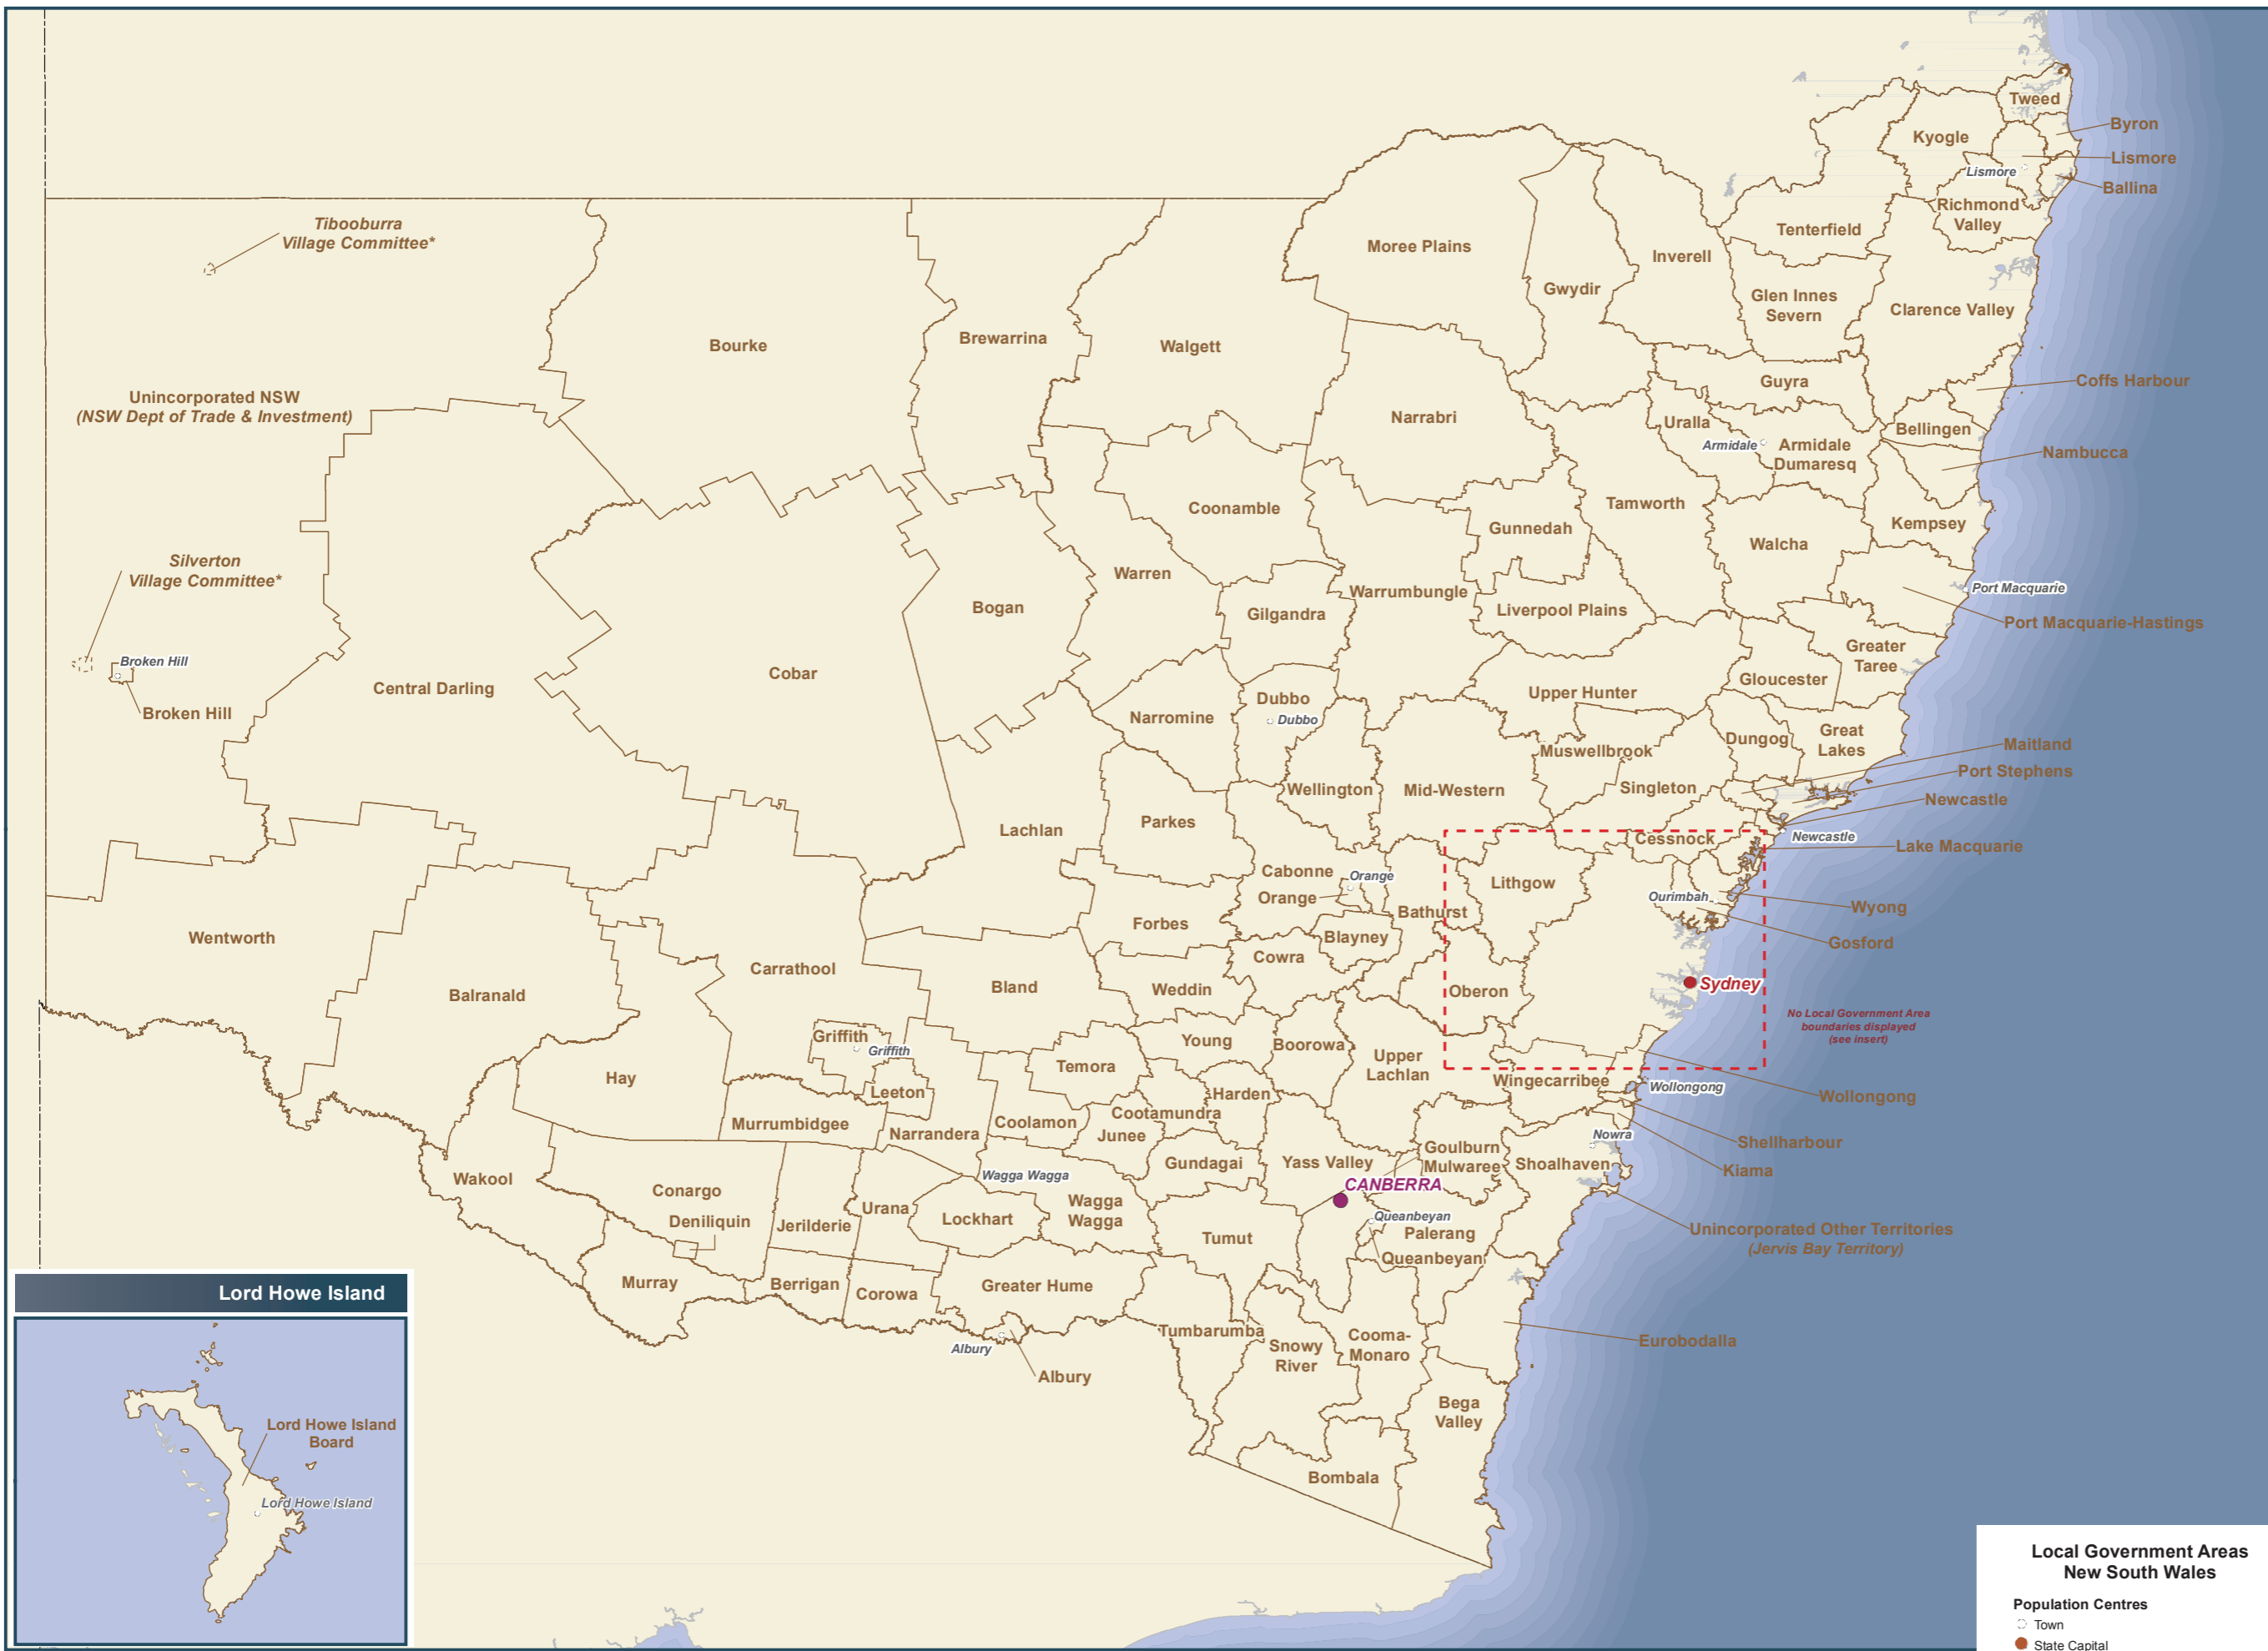 Tweed
Byron
Kyogle
Lismore
Lismore
Ballina
Richmond
Valley
Tibooburra
Village Committee*
Tenterfield
Moree Plains
Inverell
Gwydir
Glen Innes
Severn
Clarence Valley
Bourke
Brewarrina
Walgett
Unincorporated NSW
(NSW Dept of Trade & Investment)
Guyra
Coffs Harbour
Narrabri
Uralla
Bellingen
Armidale
Armidale
Dumaresq
Nambucca
Coonamble
Tamworth
Gunnedah
Kempsey
Walcha
Silverton
Village Committee*
Warren
Port Macquarie
Warrumbungle
Bogan
Gilgandra
Liverpool Plains
Port Macquarie-Hastings
Greater
Taree
Broken Hill
Cobar
Central Darling
Gloucester
Upper Hunter
Dubbo
Broken Hill
Narromine
Dubbo
Great
Lakes
Dungog
Maitland
Muswellbrook
Port Stephens
Wellington
Mid-Western
Singleton
Newcastle
Parkes
Lachlan
Newcastle
Cessnock
Lake Macquarie
Cabonne
Orange
Lithgow
Orange
Ourimbah
Wyong
Bathurst
Forbes
Wentworth
Blayney
Gosford
Cowra
Carrathool
Sydney
Bland
Weddin
Oberon
Balranald
No Local Government Area
boundaries displayed
(see insert)
Griffith
Griffith
Young
Boorowa
Upper
Lachlan
Temora
Hay
Wingecarribee
Wollongong
Leeton
Harden
Wollongong
Cootamundra
Murrumbidgee
Coolamon
Narrandera
Junee
Nowra
Shellharbour
Goulburn
Mulwaree
Gundagai
Yass Valley
Shoalhaven
Kiama
Wagga Wagga
Wakool
CANBERRA
Conargo
Wagga
Wagga
Urana
Queanbeyan
Deniliquin
Jerilderie
Lockhart
Palerang
Unincorporated Other Territories
(Jervis Bay Territory)
Tumut
Queanbeyan
Murray
Berrigan
Corowa
Greater Hume
Lord Howe Island
Tumbarumba
Cooma-
Monaro
Eurobodalla
Snowy
River
Albury
Albury
Bega
Valley
Lord Howe Island
Board
Bombala
Lord Howe Island
Local Government Areas
New South Wales
Population Centres
Town
State Capital